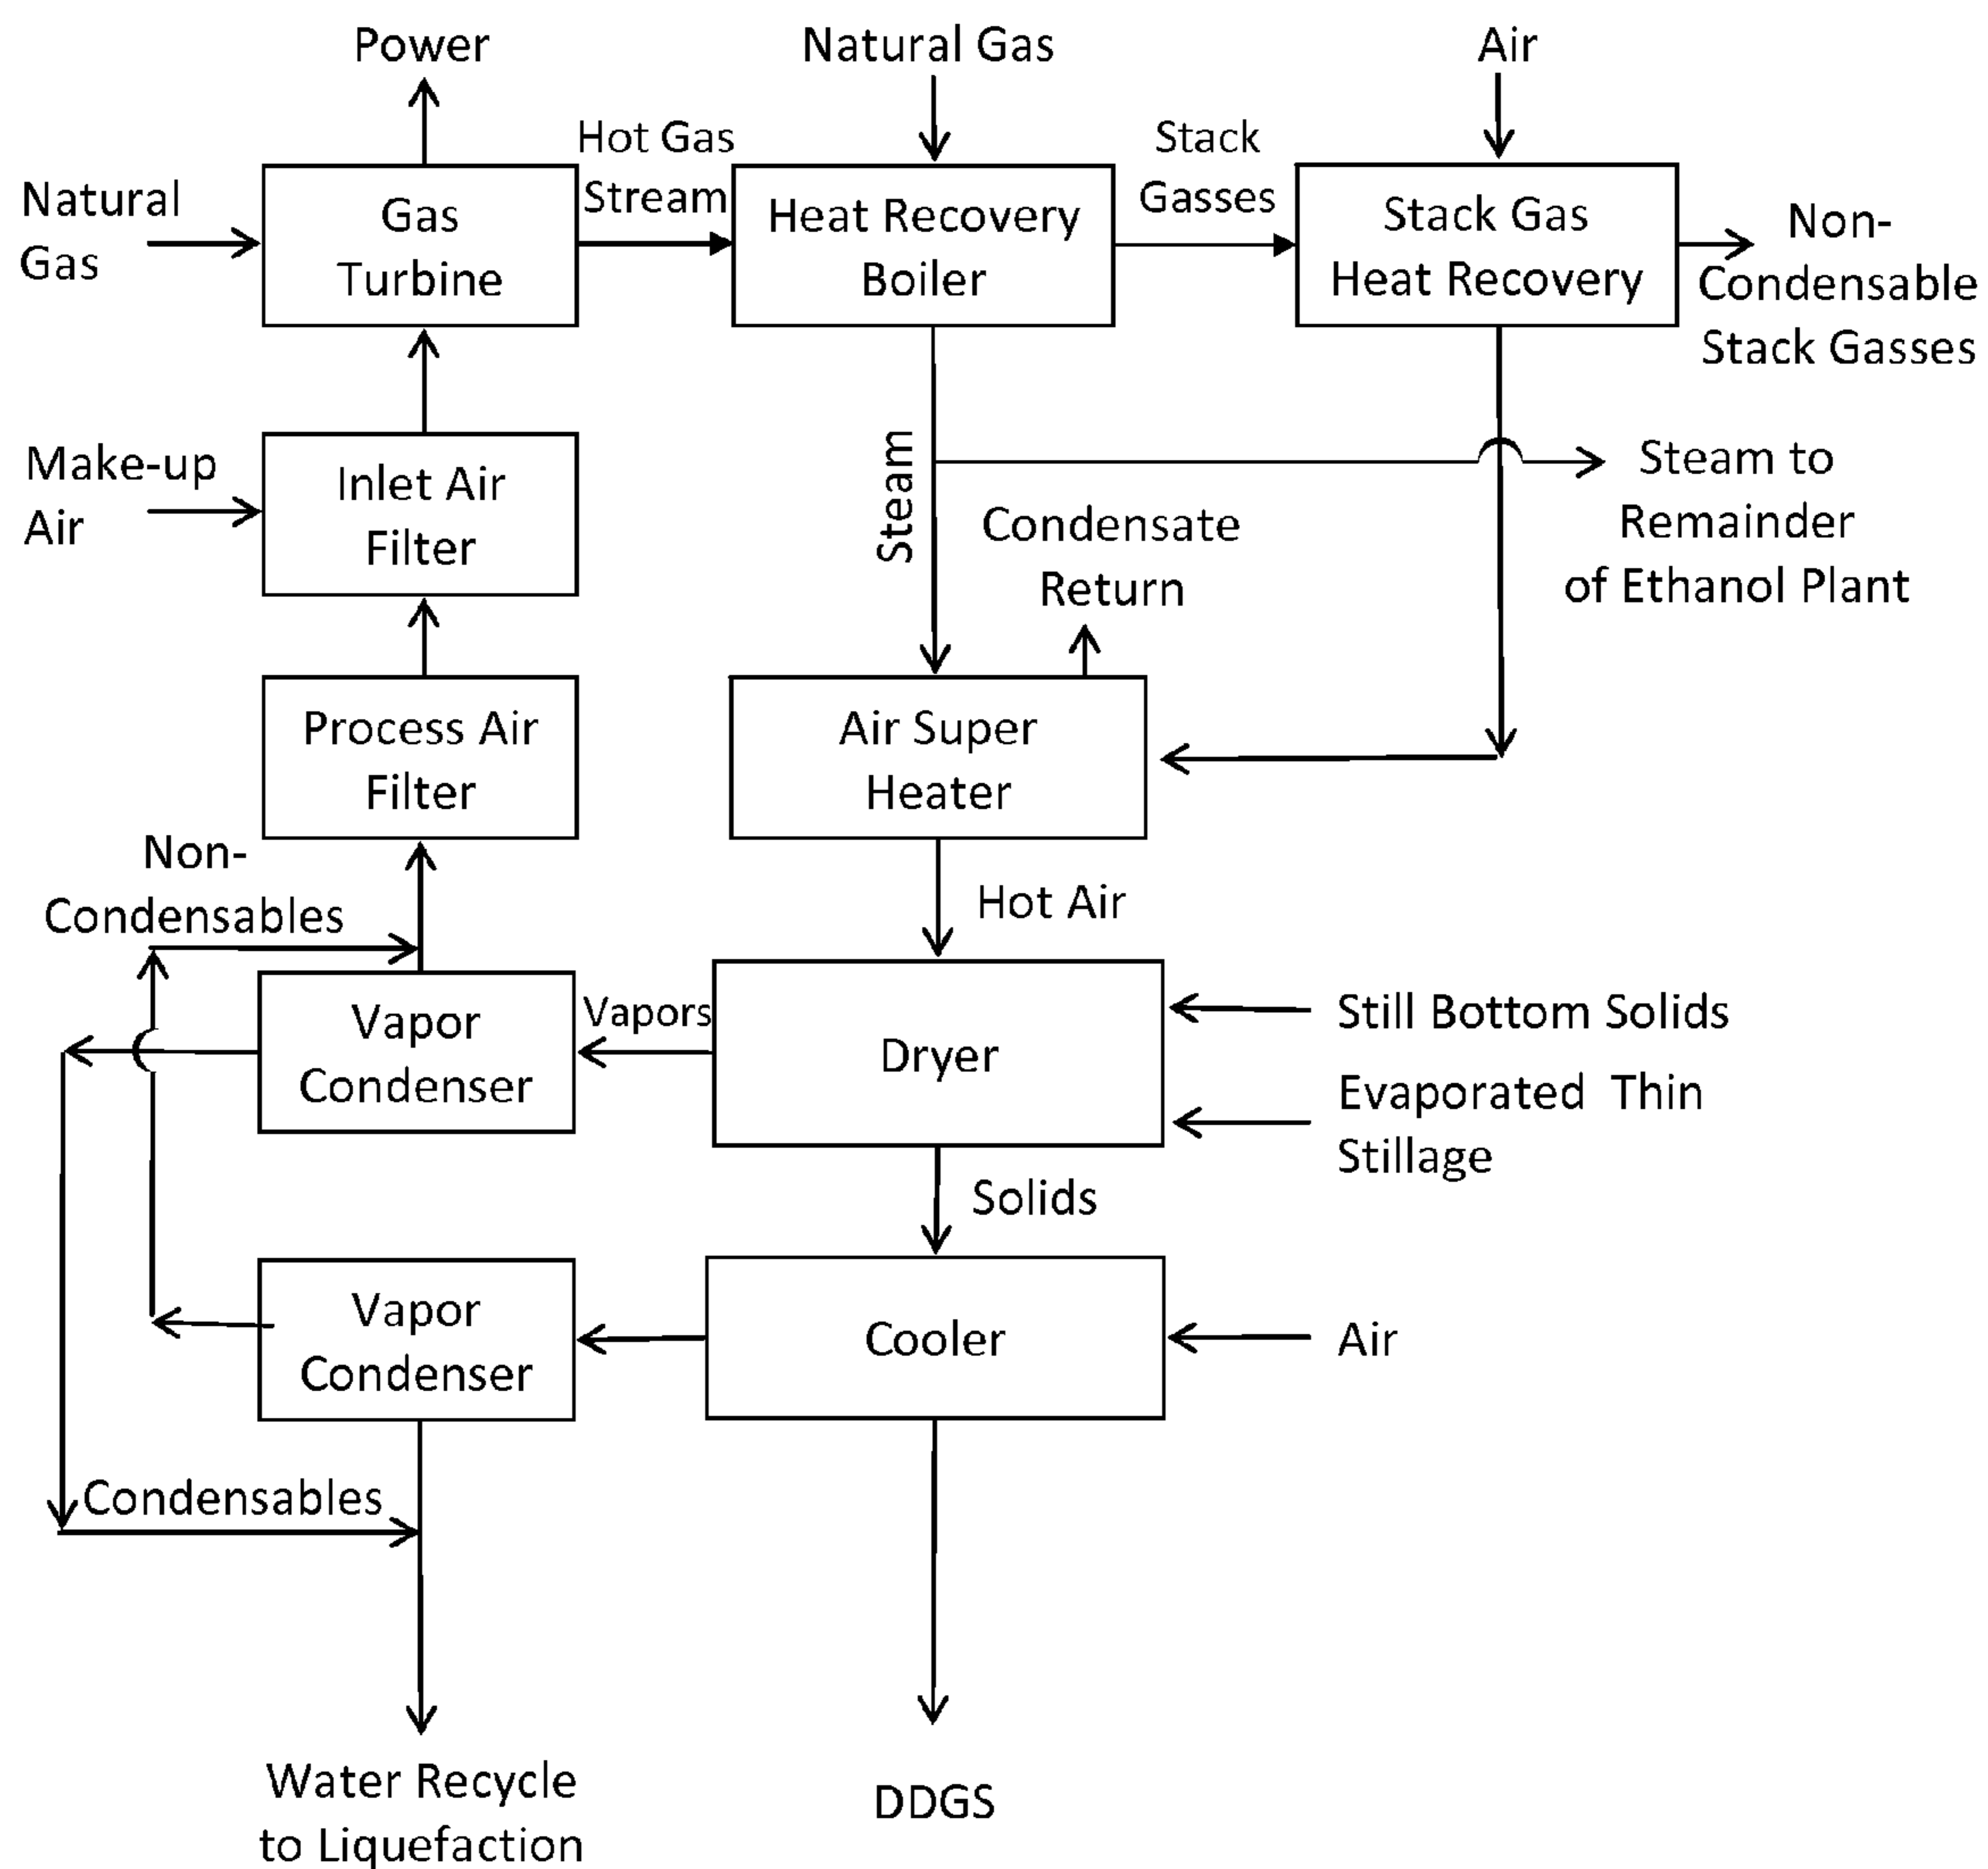 Power
Natural Gas
Air
Hot Gas
Stream
Stack
Gasses
Natural
Gas
Gas
Turbine
Heat Recovery
Boiler
Stack Gas
Heat Recovery
Non-
Condensable
Stack Gasses
Make-up
Air
Inlet Air
Filter
Steam
Condensate
Return
Steam to
Remainder
of Ethanol Plant
Process Air
Filter
Air Super
Heater
Non-
Condensables
Hot Air
Vapor
Condenser
Vapors
Dryer
Still Bottom Solids
Evaporated Thin
Stillage
Solids
Vapor
Condenser
Cooler
Air
Condensables
Water Recycle
to Liquefaction
DDGS